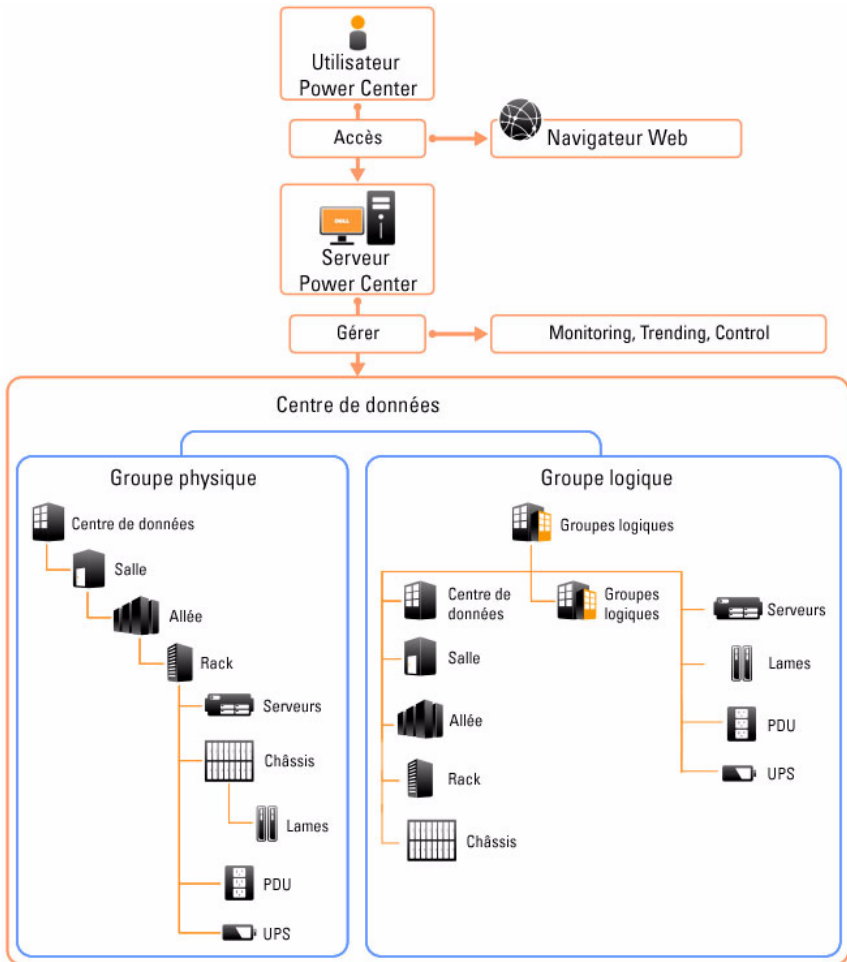 Utilisateur
Power Center
Accès
Navigateur Web
DELL
Serveur
Power Center
Gérer
Monitoring, Trending, Control
Centre de données
Groupe physique
Centre de données
Salle
Allée
Rack
Serveurs
Châssis
Lames
PDU
UPS
Groupe logique
Groupes logiques
Centre de
données
Groupes
logiques
Serveurs
Salle
Lames
Allée
PDU
Rack
UPS
Châssis